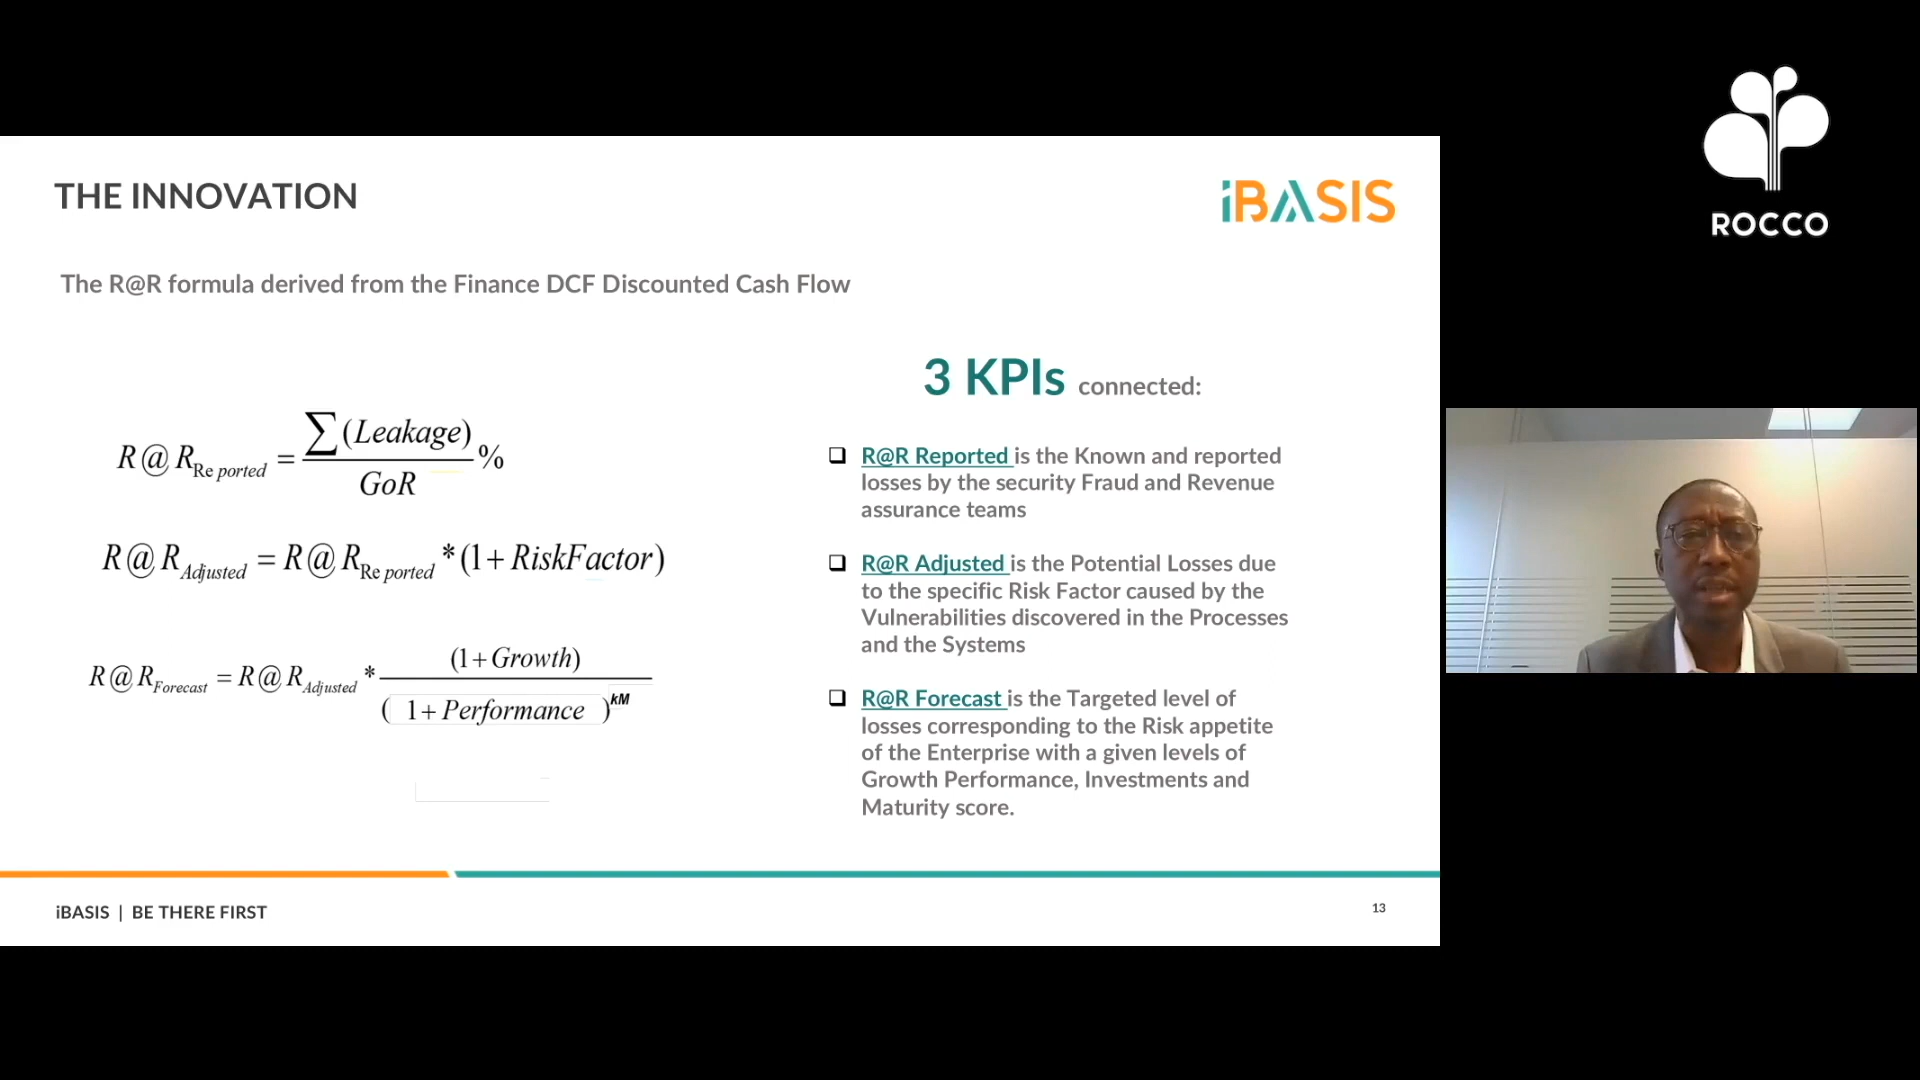 THE INNOVATION
iBASIS
ROCCO
The R@R formula derived from the Finance DCF Discounted Cash Flow
R@R_Reported = ∑(Leakage) / GoR %
R@R_Adjusted = R@R_Reported *(1+RiskFactor)
R@R_Forecast = R@R_Adjusted * (1+Growth) / ( 1+Performance )^kM
3 KPIs connected:
❑ R@R Reported is the Known and reported
losses by the security Fraud and Revenue
assurance teams
❑ R@R Adjusted is the Potential Losses due
to the specific Risk Factor caused by the
Vulnerabilities discovered in the Processes
and the Systems
❑ R@R Forecast is the Targeted level of
losses corresponding to the Risk appetite
of the Enterprise with a given levels of
Growth Performance, Investments and
Maturity score.
iBASIS | BE THERE FIRST
13